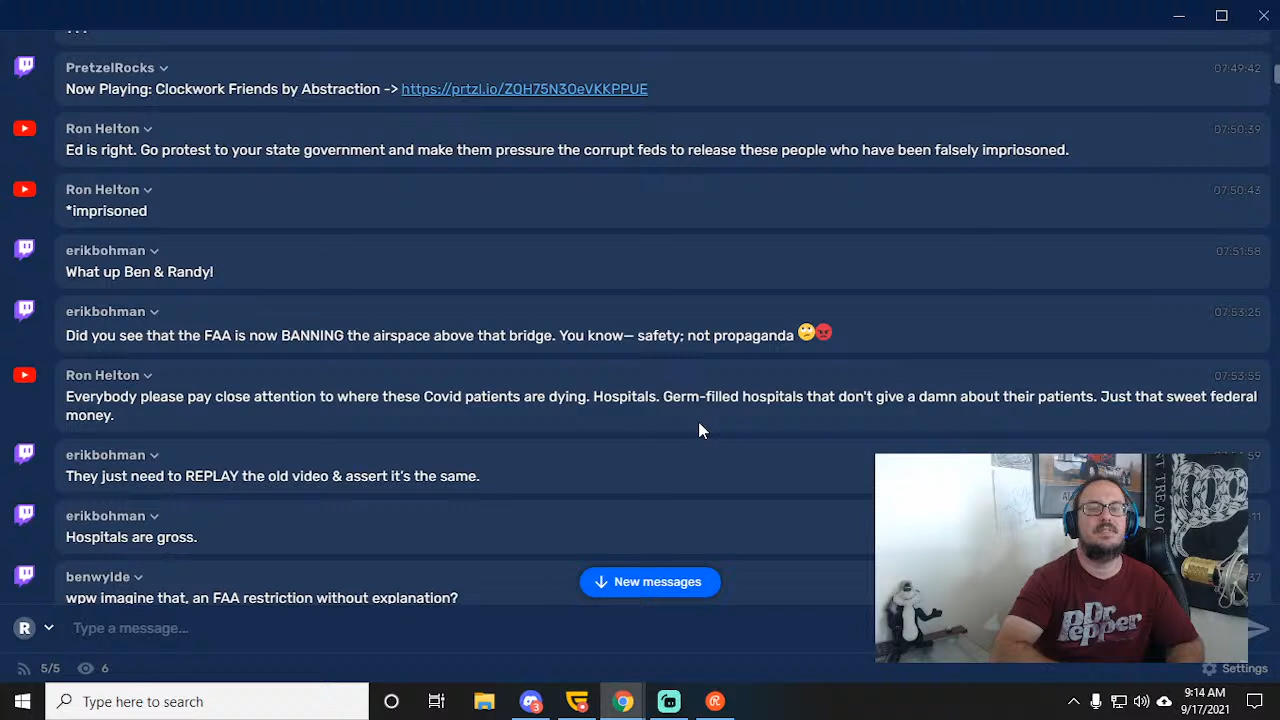 PretzelRocks
07:49:42
Now Playing: Clockwork Friends by Abstraction -> https://prtzl.io/ZQH75N3OeVKKPPUE
Ron Helton
07:50:39
Ed is right. Go protest to your state government and make them pressure the corrupt feds to release these people who have been falsely impriosoned.
Ron Helton
07:50:43
*imprisoned
erikbohman
07:51:58
What up Ben & Randy!
erikbohman
07:53:25
Did you see that the FAA is now BANNING the airspace above that bridge. You know— safety; not propaganda 🙄😡
Ron Helton
07:53:55
Everybody please pay close attention to where these Covid patients are dying. Hospitals. Germ-filled hospitals that don't give a damn about their patients. Just that sweet federal
money.
erikbohman
They just need to REPLAY the old video & assert it's the same.
erikbohman
Hospitals are gross.
benwylde
wpw imagine that, an FAA restriction without explanation?
New messages
R
Type a message...
5/5
6
Settings
DR
PEPPER
TREAD
Type here to search
3
9:14 AM
9/17/2021